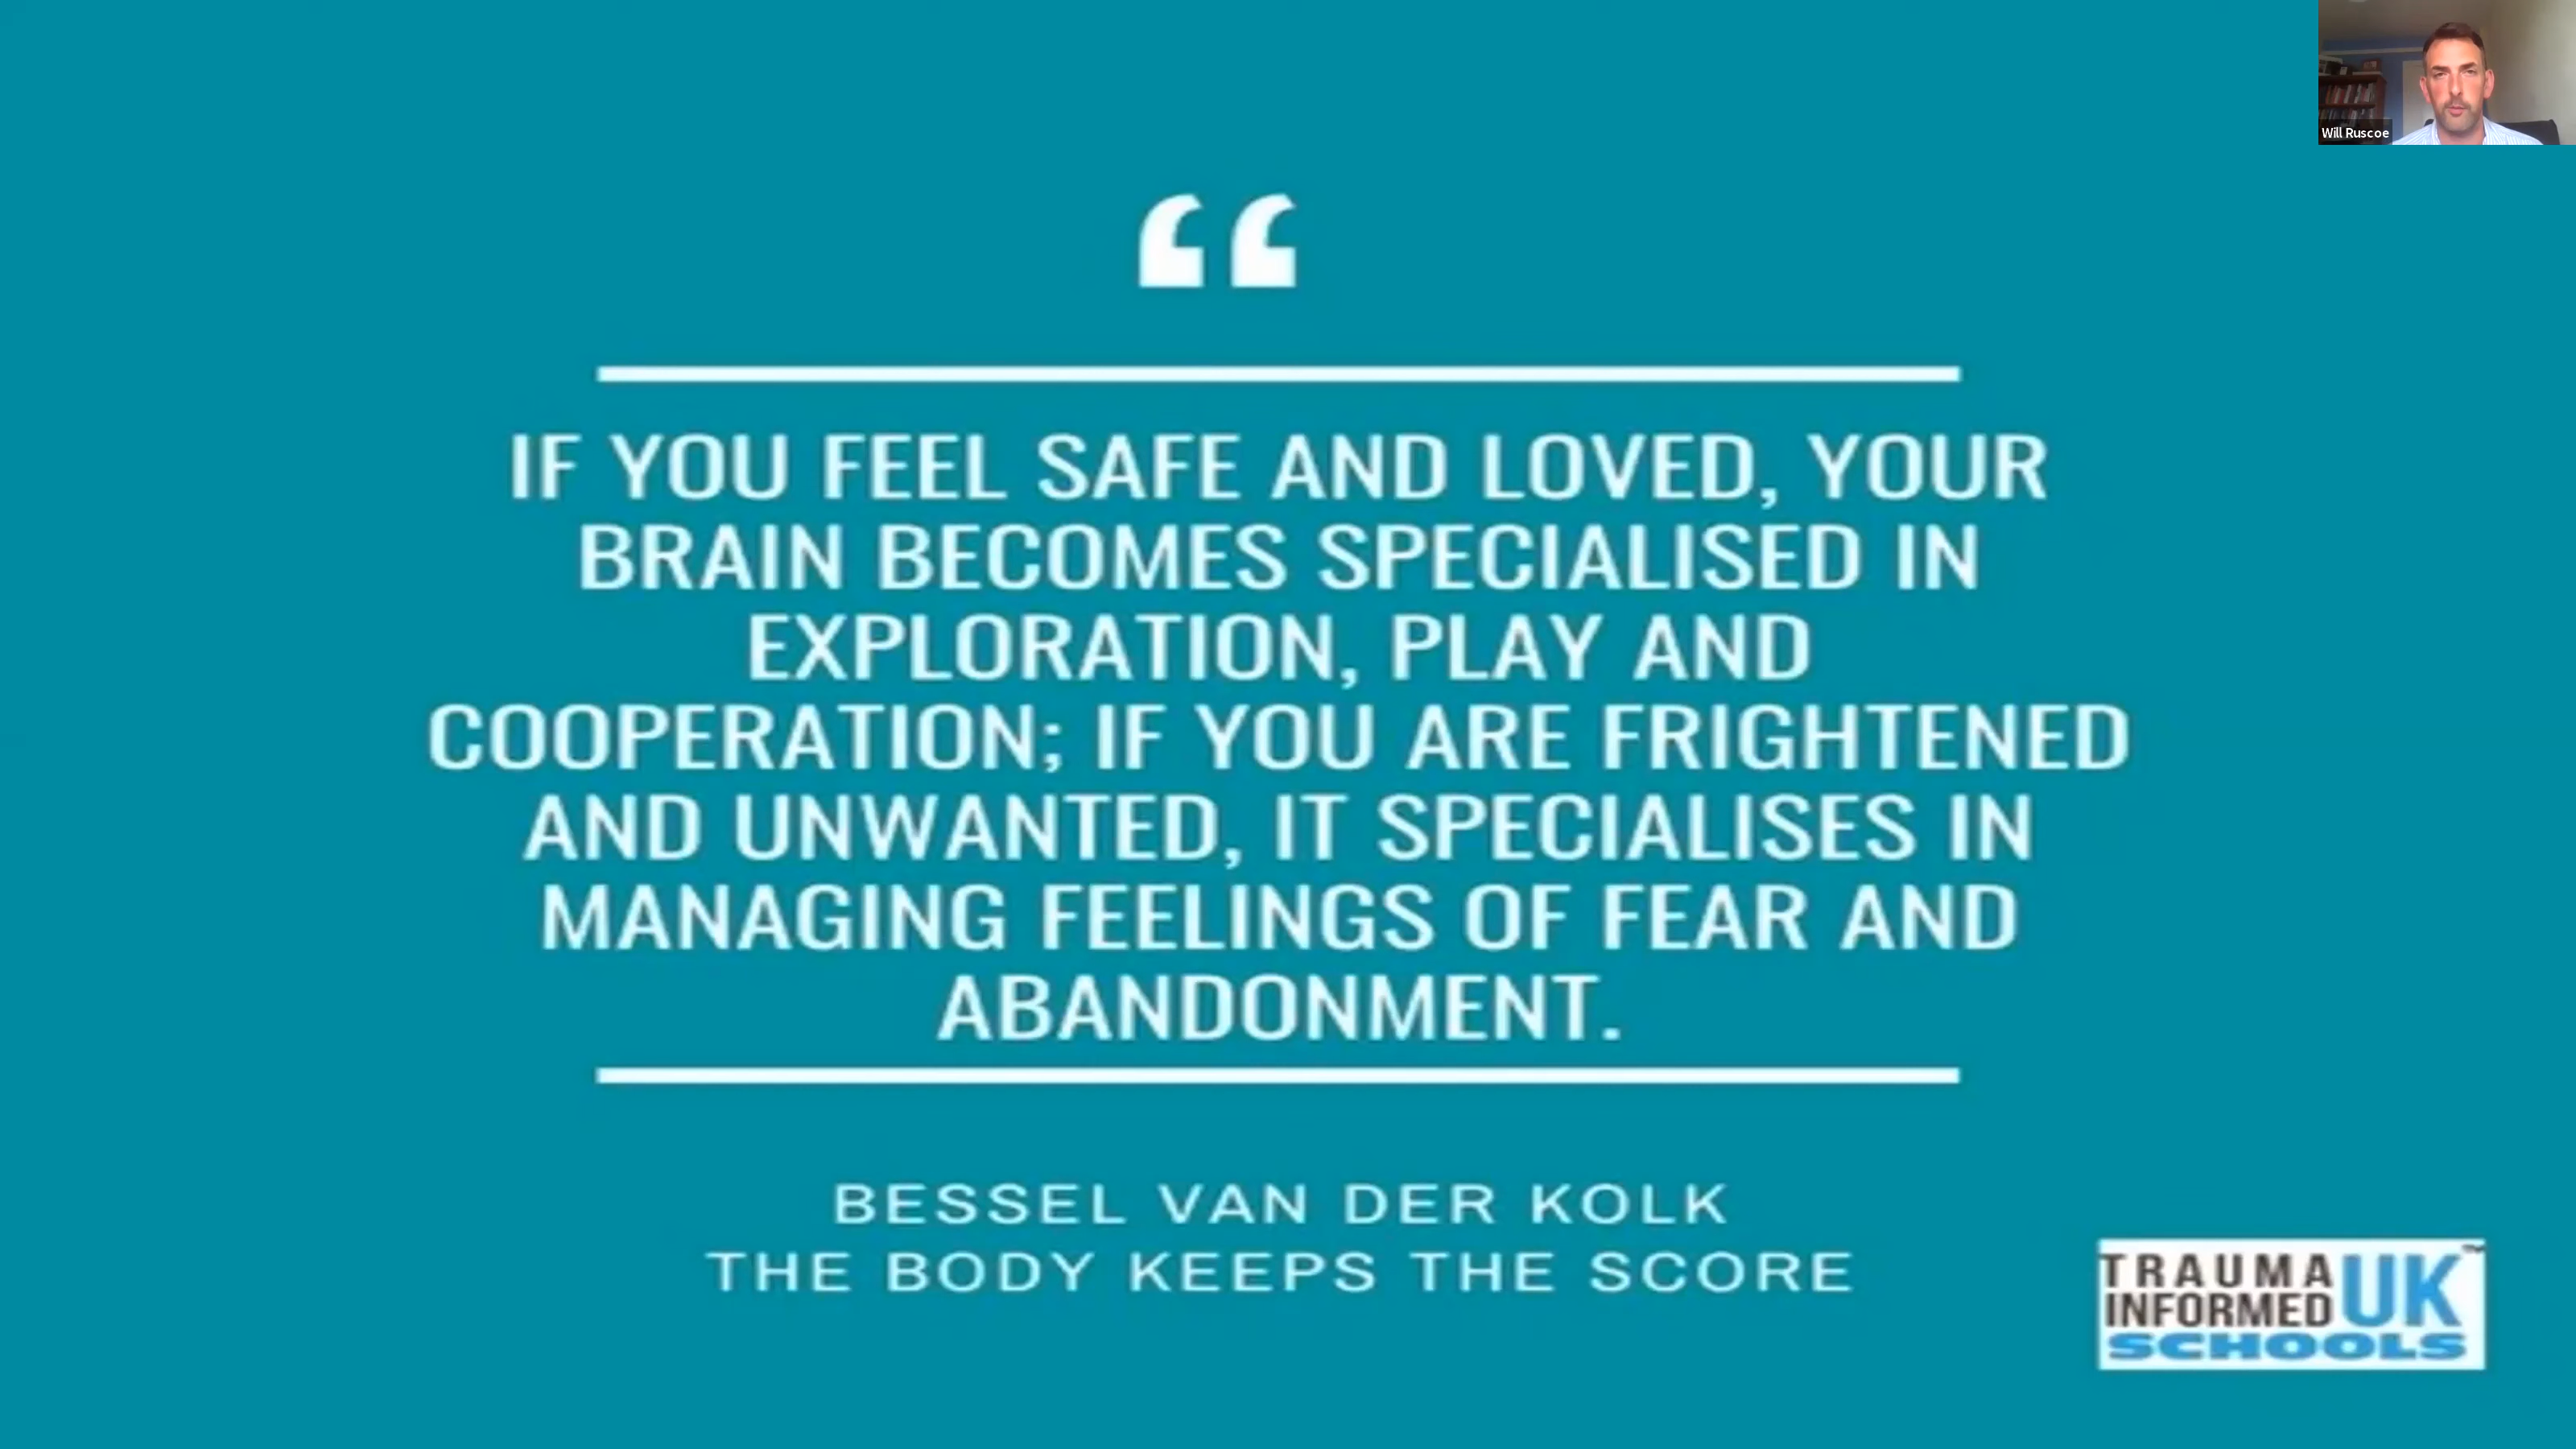 Will Ruscoe
“
IF YOU FEEL SAFE AND LOVED, YOUR
BRAIN BECOMES SPECIALISED IN
EXPLORATION, PLAY AND
COOPERATION; IF YOU ARE FRIGHTENED
AND UNWANTED, IT SPECIALISES IN
MANAGING FEELINGS OF FEAR AND
ABANDONMENT.
BESSEL VAN DER KOLK
THE BODY KEEPS THE SCORE
TRAUMA
INFORMED UK™
SCHOOLS